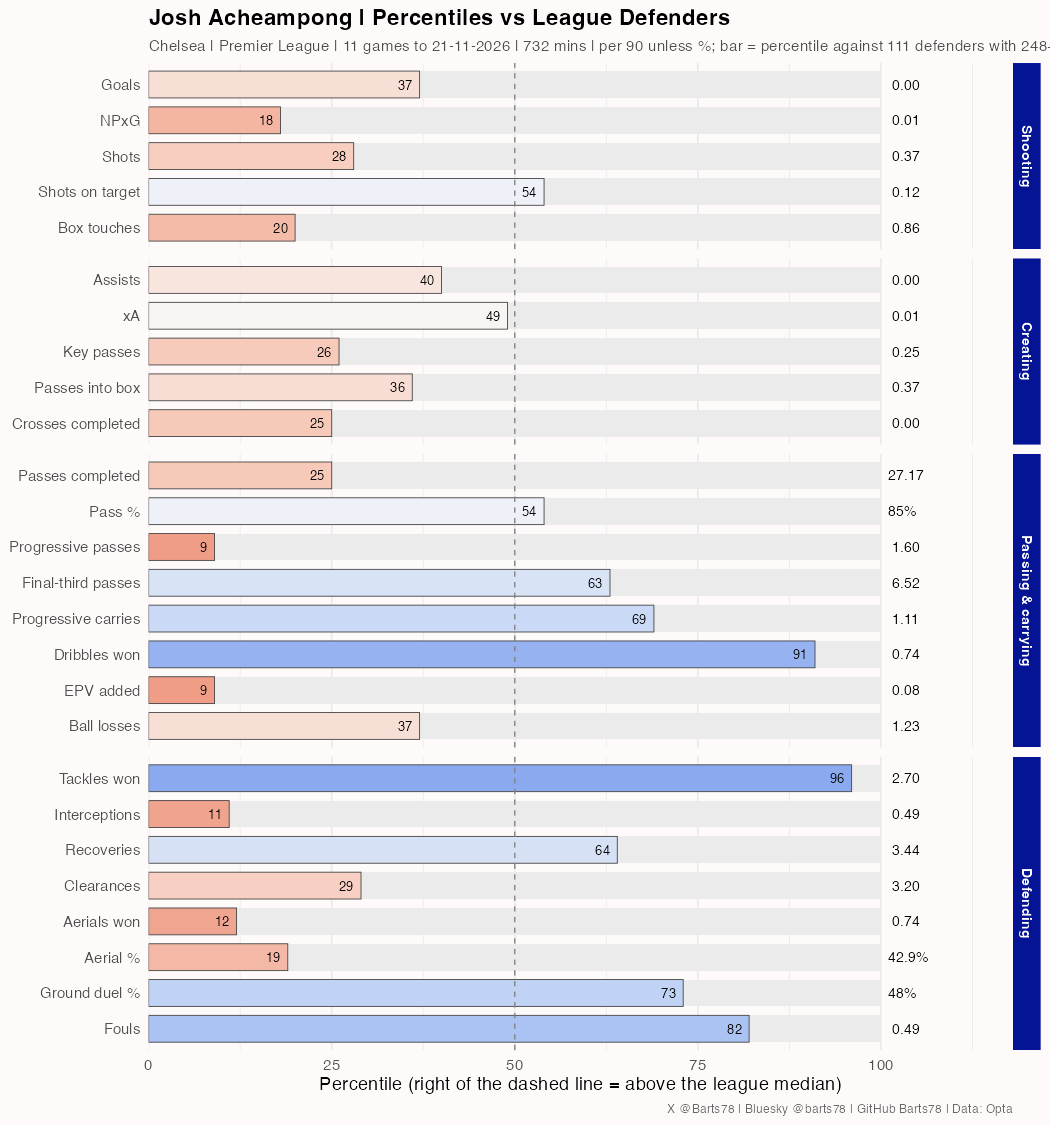 Josh Acheampong | Percentiles vs League Defenders
Chelsea | Premier League | 11 games to 21-11-2026 | 732 mins | per 90 unless %; bar = percentile against 111 defenders with 248-
Goals 37 0.00
NPxG 18 0.01
Shots 28 0.37
Shots on target 54 0.12
Box touches 20 0.86
Shooting
Assists 40 0.00
xA 49 0.01
Key passes 26 0.25
Passes into box 36 0.37
Crosses completed 25 0.00
Creating
Passes completed 25 27.17
Pass % 54 85%
Progressive passes 9 1.60
Final-third passes 63 6.52
Progressive carries 69 1.11
Dribbles won 91 0.74
EPV added 9 0.08
Ball losses 37 1.23
Passing & carrying
Tackles won 96 2.70
Interceptions 11 0.49
Recoveries 64 3.44
Clearances 29 3.20
Aerials won 12 0.74
Aerial % 19 42.9%
Ground duel % 73 48%
Fouls 82 0.49
Defending
0 25 50 75 100
Percentile (right of the dashed line = above the league median)
X @Barts78 | Bluesky @barts78 | GitHub Barts78 | Data: Opta